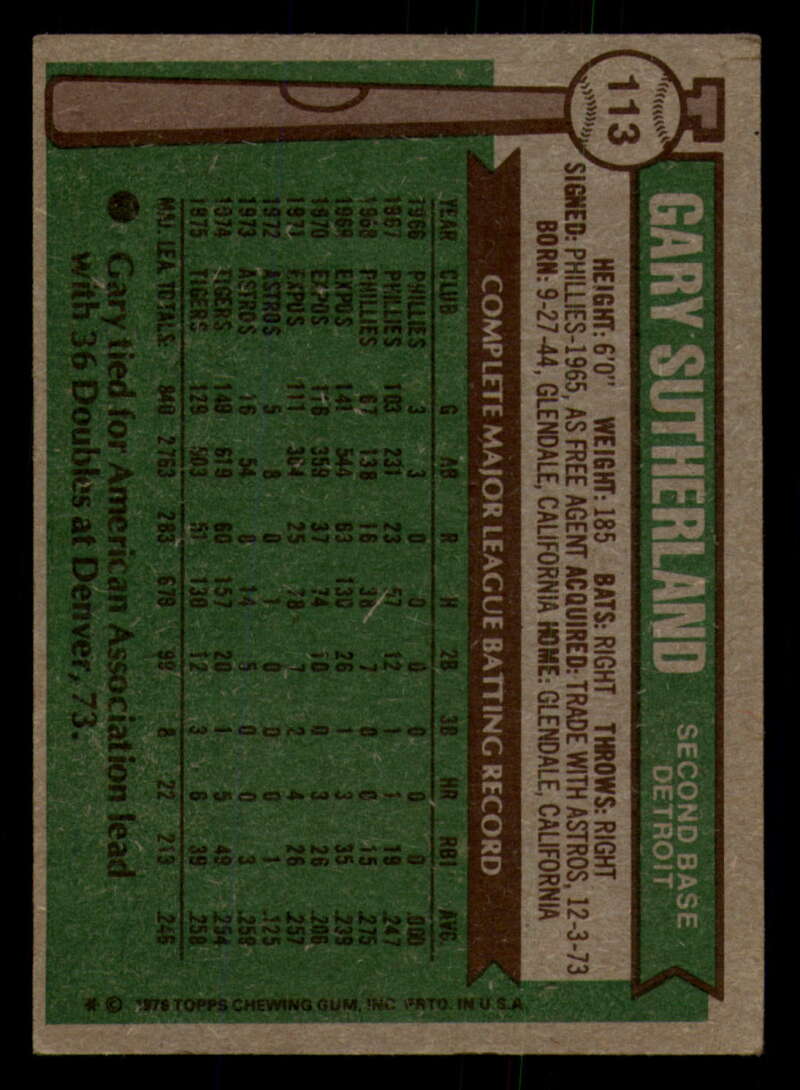 113
GARY SUTHERLAND
SECOND BASE
DETROIT
HEIGHT: 6'0" WEIGHT: 185 BATS: RIGHT THROWS: RIGHT
SIGNED: PHILLIES-1965, AS FREE AGENT ACQUIRED: TRADE WITH ASTROS, 12-3-73
BORN: 9-27-44, GLENDALE, CALIFORNIA HOME: GLENDALE, CALIFORNIA
COMPLETE MAJOR LEAGUE BATTING RECORD
YEAR CLUB G AB R H 2B 3B HR RBI AVG.
1966 PHILLIES 3 3 0 0 0 0 0 0 .000
1967 PHILLIES 103 231 23 57 12 1 1 19 .247
1968 PHILLIES 67 138 16 38 7 0 0 15 .275
1969 EXPOS 141 544 63 130 26 1 3 35 .239
1970 EXPOS 116 359 37 74 10 0 3 26 .206
1971 EXPOS 111 304 25 78 7 2 4 26 .257
1972 ASTROS 5 8 0 1 0 0 0 1 .125
1973 ASTROS 16 54 8 14 5 0 0 3 .259
1974 TIGERS 149 619 60 157 20 1 5 49 .254
1975 TIGERS 129 503 51 130 12 3 6 39 .258
MAJ. LEA. TOTALS 840 2763 283 679 99 8 22 213 .246
Gary tied for American Association lead
with 36 Doubles at Denver, 73.
* © 1976 TOPPS CHEWING GUM, INC. PRTD. IN U.S.A.